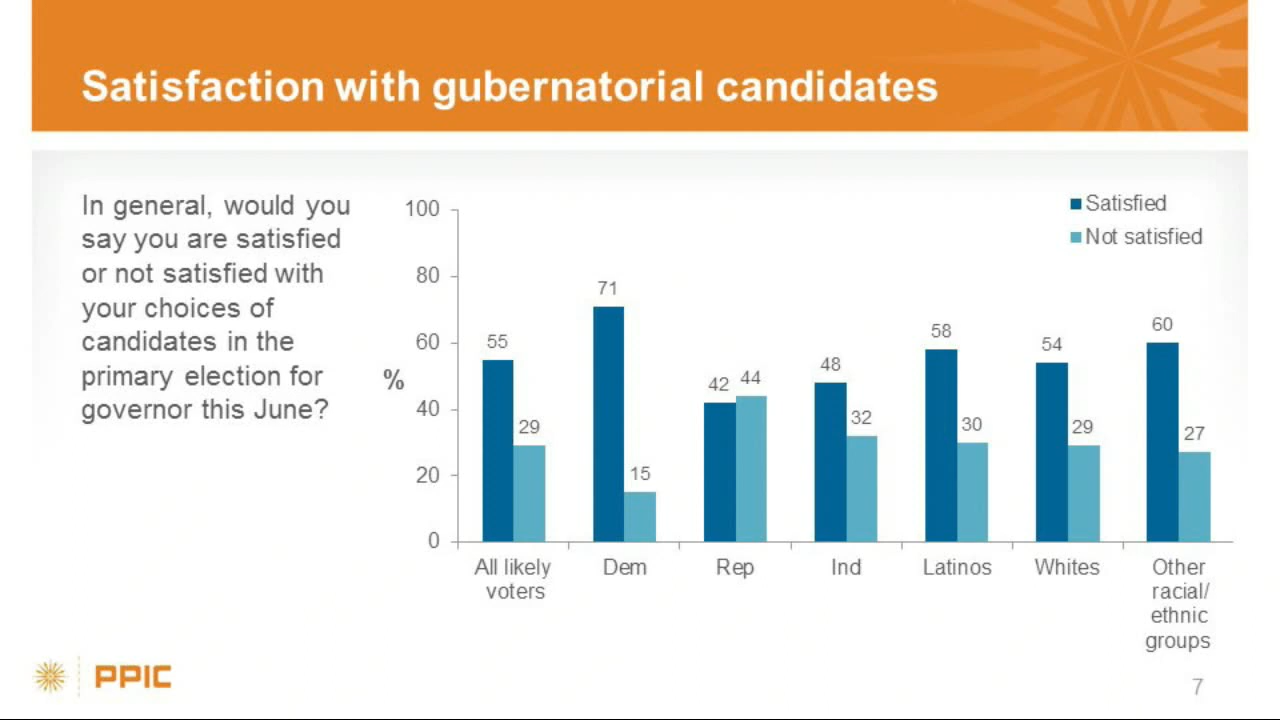 Satisfaction with gubernatorial candidates
In general, would you
say you are satisfied
or not satisfied with
your choices of
candidates in the
primary election for
governor this June?
%
100
80
60
40
20
0
Satisfied
Not satisfied
55
29
71
15
42
44
48
32
58
30
54
29
60
27
All likely
voters
Dem
Rep
Ind
Latinos
Whites
Other
racial/
ethnic
groups
PPIC
7